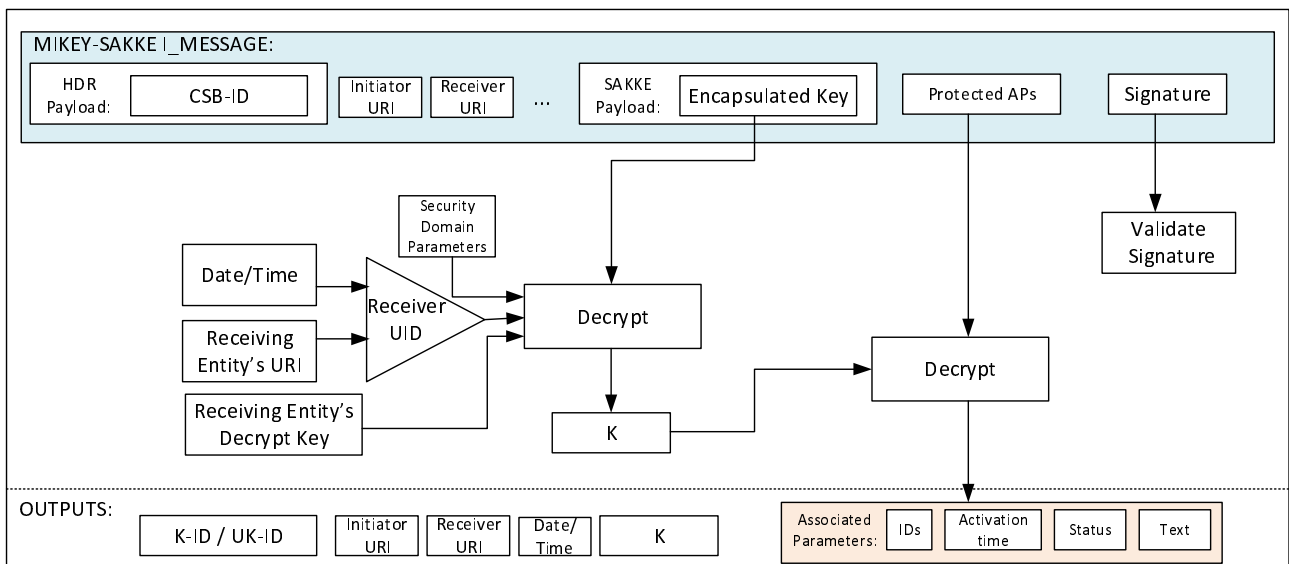 MIKEY-SAKKE I_MESSAGE:
HDR
Payload:
CSB-ID
Initiator
URI
Receiver
URI
...
SAKKE
Payload:
Encapsulated Key
Protected APs
Signature
Security
Domain
Parameters
Validate
Signature
Date/Time
Receiver
UID
Decrypt
Receiving
Entity's URI
Decrypt
Receiving Entity's
Decrypt Key
K
OUTPUTS:
K-ID / UK-ID
Initiator
URI
Receiver
URI
Date/
Time
K
Associated
Parameters:
IDs
Activation
time
Status
Text